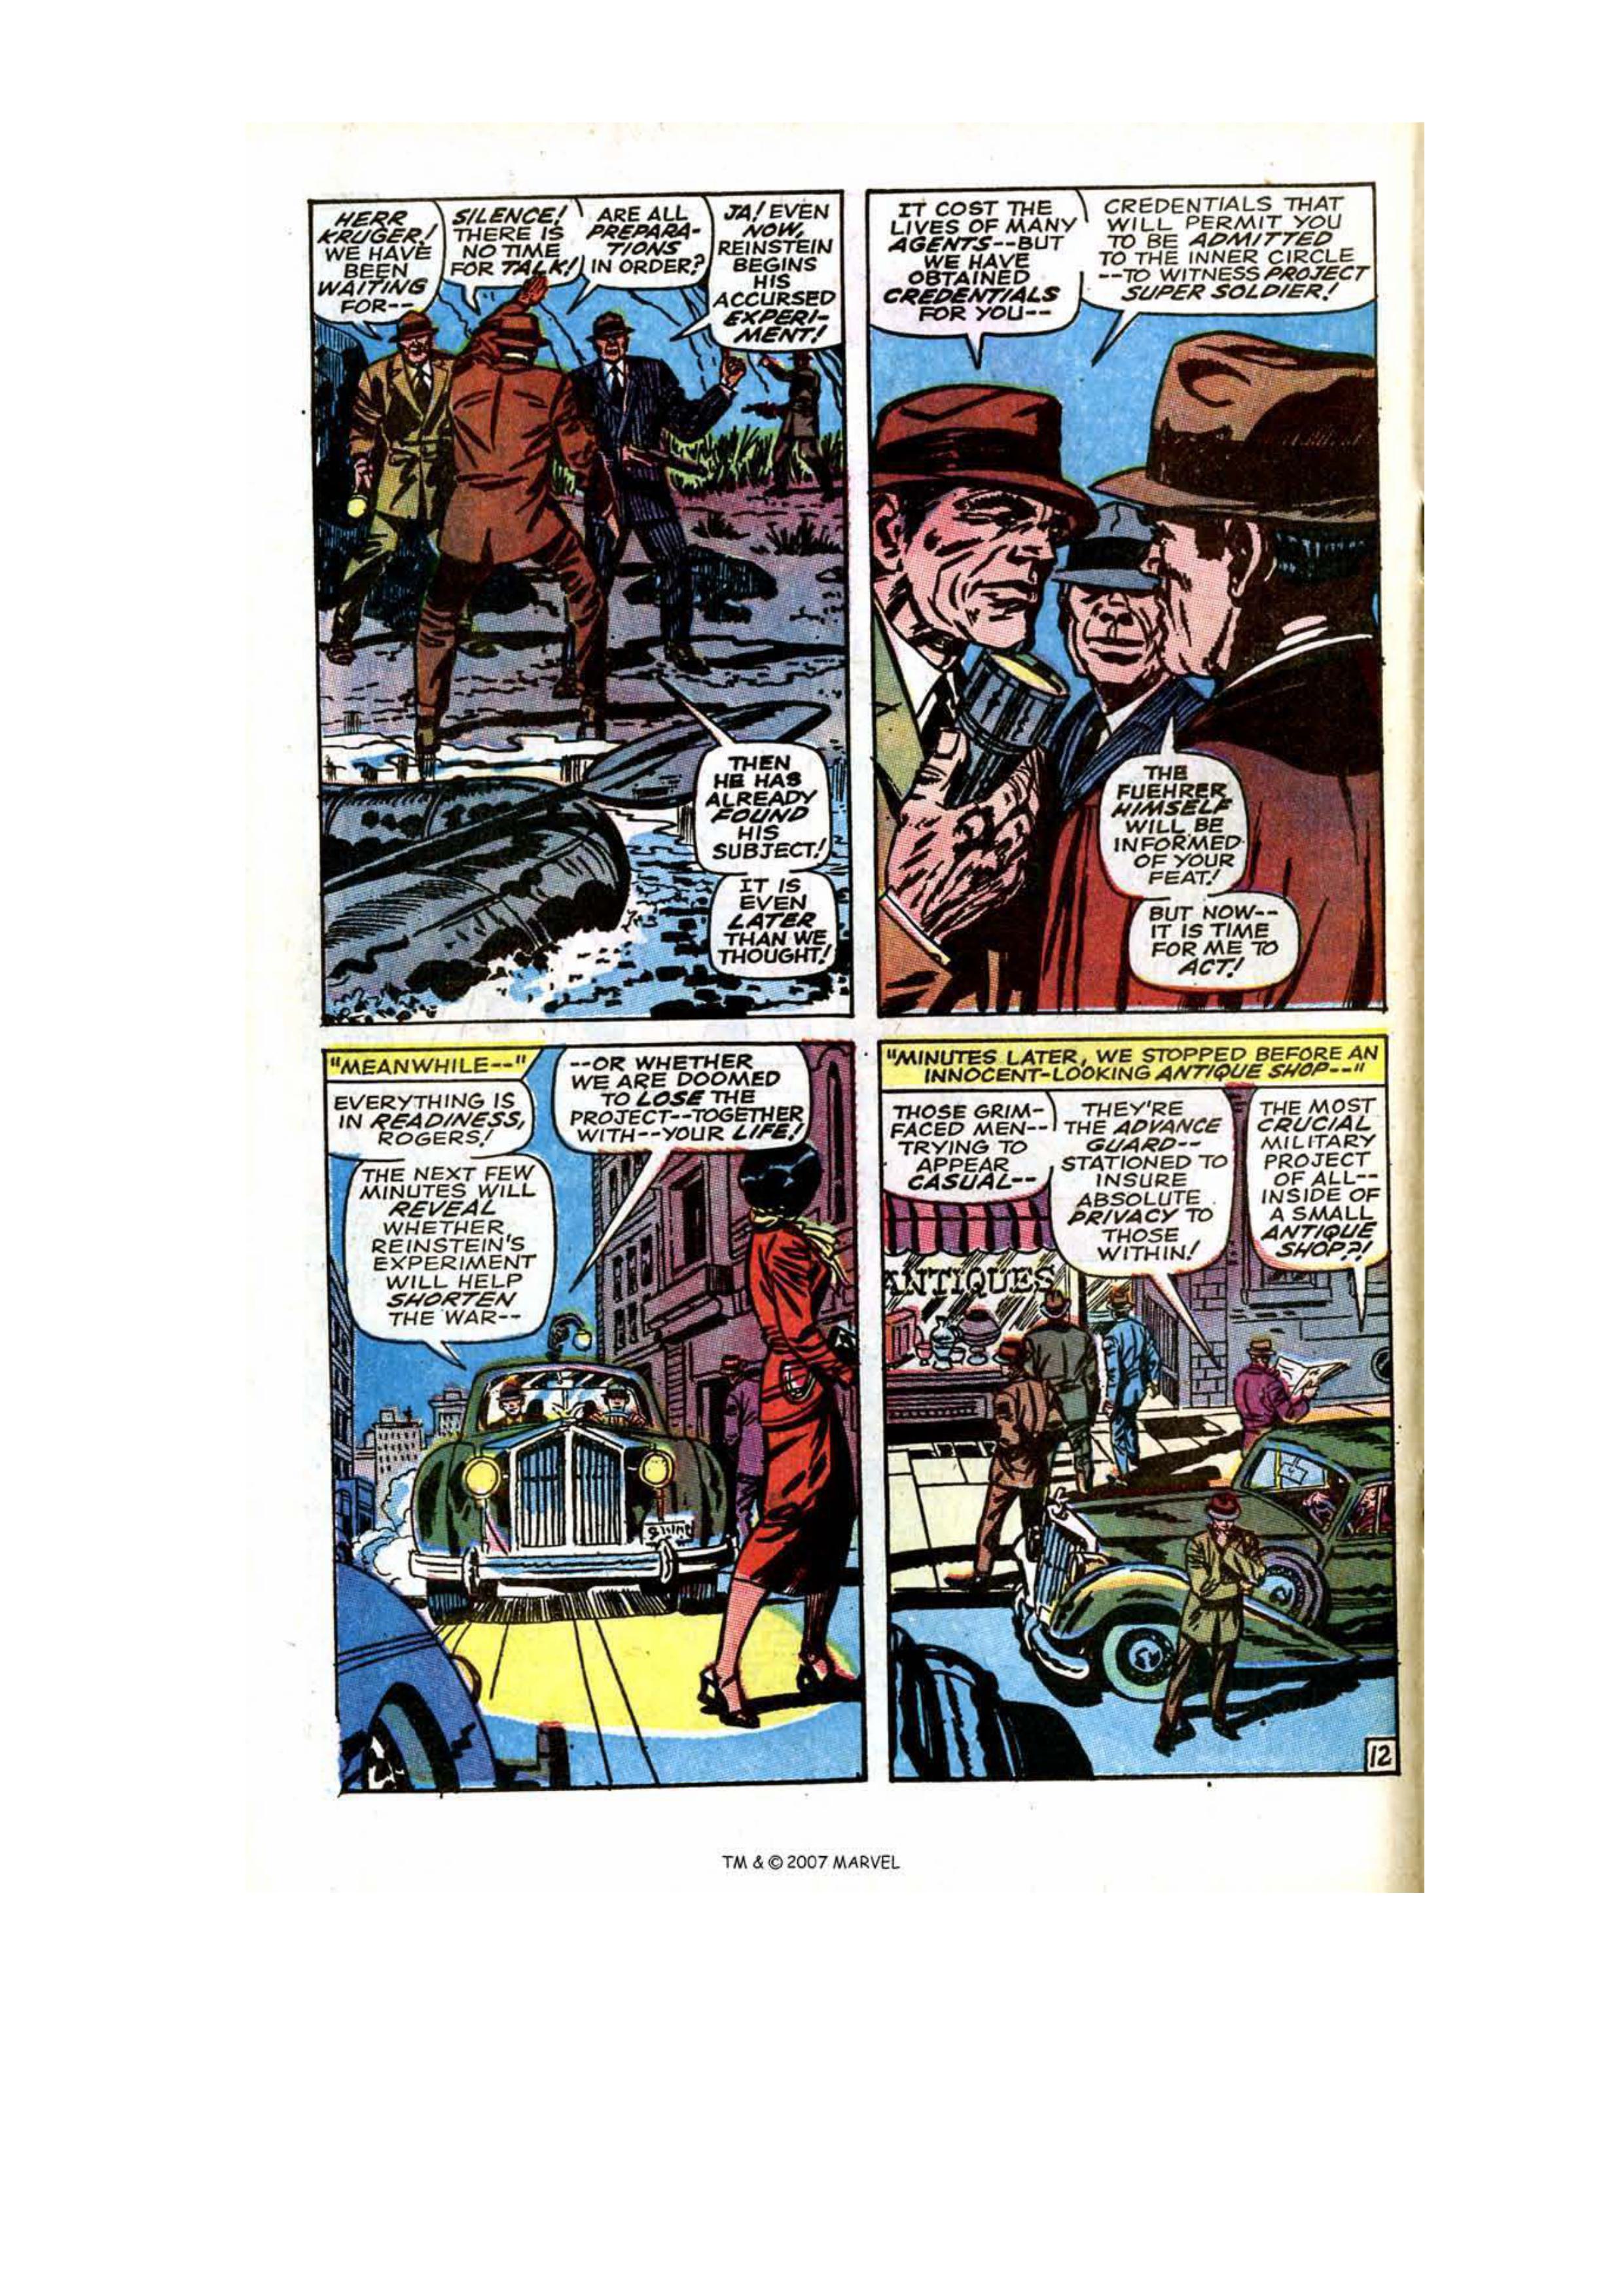 HERR
KRUGER!
WE HAVE
BEEN
WAITING
FOR--
SILENCE!
THERE IS
NO TIME
FOR TALK!
ARE ALL
PREPARA-
TIONS
IN ORDER?
JA! EVEN
NOW,
REINSTEIN
BEGINS
HIS
ACCURSED
EXPERI-
MENT!
THEN
HE HAS
ALREADY
FOUND
HIS
SUBJECT!
IT IS
EVEN
LATER
THAN WE
THOUGHT!
IT COST THE
LIVES OF MANY
AGENTS--BUT
WE HAVE
OBTAINED
CREDENTIALS
FOR YOU--
CREDENTIALS THAT
WILL PERMIT YOU
TO BE ADMITTED
TO THE INNER CIRCLE
--TO WITNESS PROJECT
SUPER SOLDIER!
THE
FUEHRER
HIMSELF
WILL BE
INFORMED
OF YOUR
FEAT!
BUT NOW--
IT IS TIME
FOR ME TO
ACT!
"MEANWHILE--"
EVERYTHING IS
IN READINESS,
ROGERS!
THE NEXT FEW
MINUTES WILL
REVEAL
WHETHER
REINSTEIN'S
EXPERIMENT
WILL HELP
SHORTEN
THE WAR--
--OR WHETHER
WE ARE DOOMED
TO LOSE THE
PROJECT--TOGETHER
WITH--YOUR LIFE!
"MINUTES LATER, WE STOPPED BEFORE AN
INNOCENT-LOOKING ANTIQUE SHOP--"
THOSE GRIM-
FACED MEN--
TRYING TO
APPEAR
CASUAL--
THEY'RE
THE ADVANCE
GUARD--
STATIONED TO
INSURE
ABSOLUTE
PRIVACY TO
THOSE
WITHIN!
THE MOST
CRUCIAL
MILITARY
PROJECT
OF ALL--
INSIDE OF
A SMALL
ANTIQUE
SHOP?!
ANTIQUES
12
TM & © 2007 MARVEL